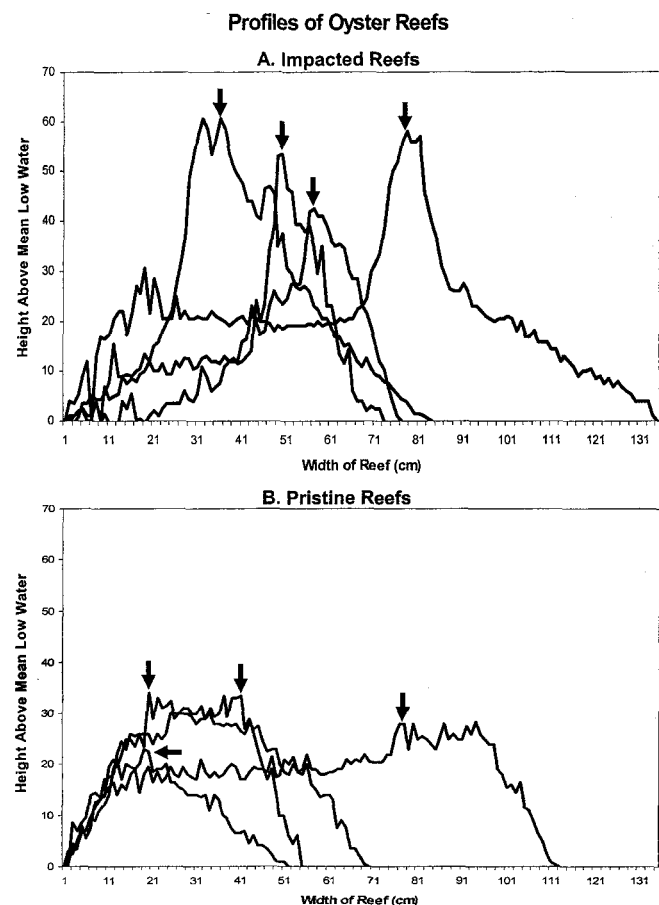 Profiles of Oyster Reefs
A. Impacted Reefs
Height Above Mean Low Water
70
60
50
40
30
20
10
0
1 11 21 31 41 51 61 71 81 91 101 111 121 131
Width of Reef (cm)
B. Pristine Reefs
Height Above Mean Low Water
70
60
50
40
30
20
10
0
1 11 21 31 41 51 61 71 81 91 101 111 121 131
Width of Reef (cm)